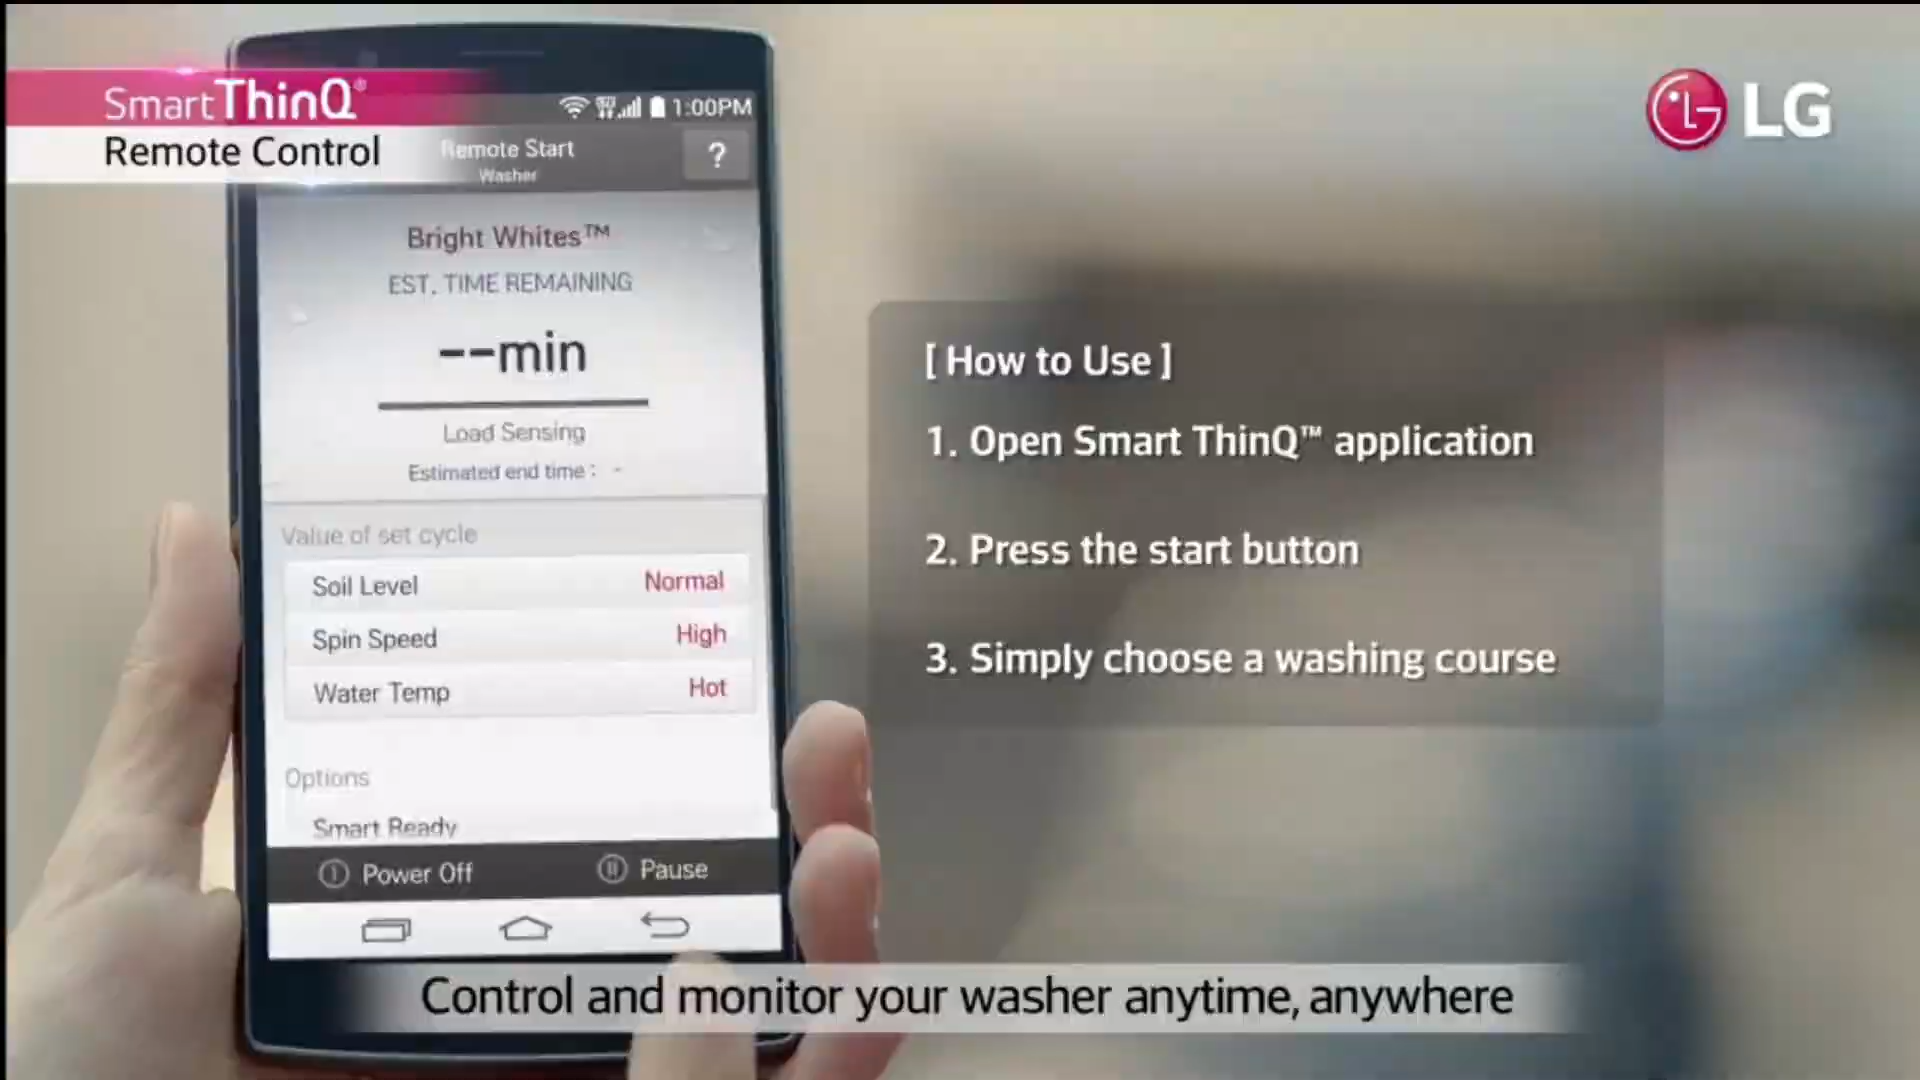 SmartThinQ®
Remote Control
1:00PM
Remote Start
Washer
?
Bright Whites™
EST. TIME REMAINING
--min
Load Sensing
Estimated end time : -
Value of set cycle
Soil Level Normal
Spin Speed High
Water Temp Hot
Options
Smart Ready
Power Off Pause
LG
[ How to Use ]
1. Open Smart ThinQ™ application
2. Press the start button
3. Simply choose a washing course
Control and monitor your washer anytime, anywhere